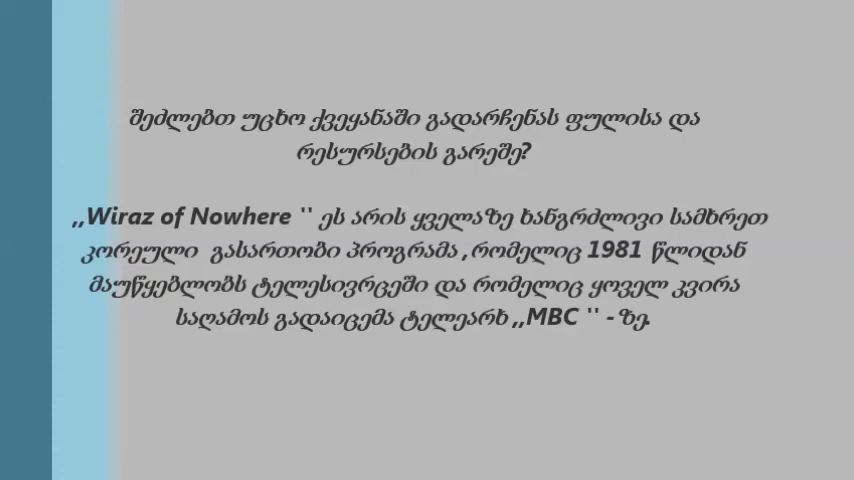 შეძლებთ უცხო ქვეყანაში გადარჩენას ფულისა და
რესურსების გარეშე?
,,Wiraz of Nowhere '' ეს არის ყველაზე ხანგრძლივი სამხრეთ
კორეული გასართობი პროგრამა ,რომელიც 1981 წლიდან
მაუწყებლობს ტელესივრცეში და რომელიც ყოველ კვირა
საღამოს გადაიცემა ტელეარხ ,,MBC '' -ზე.